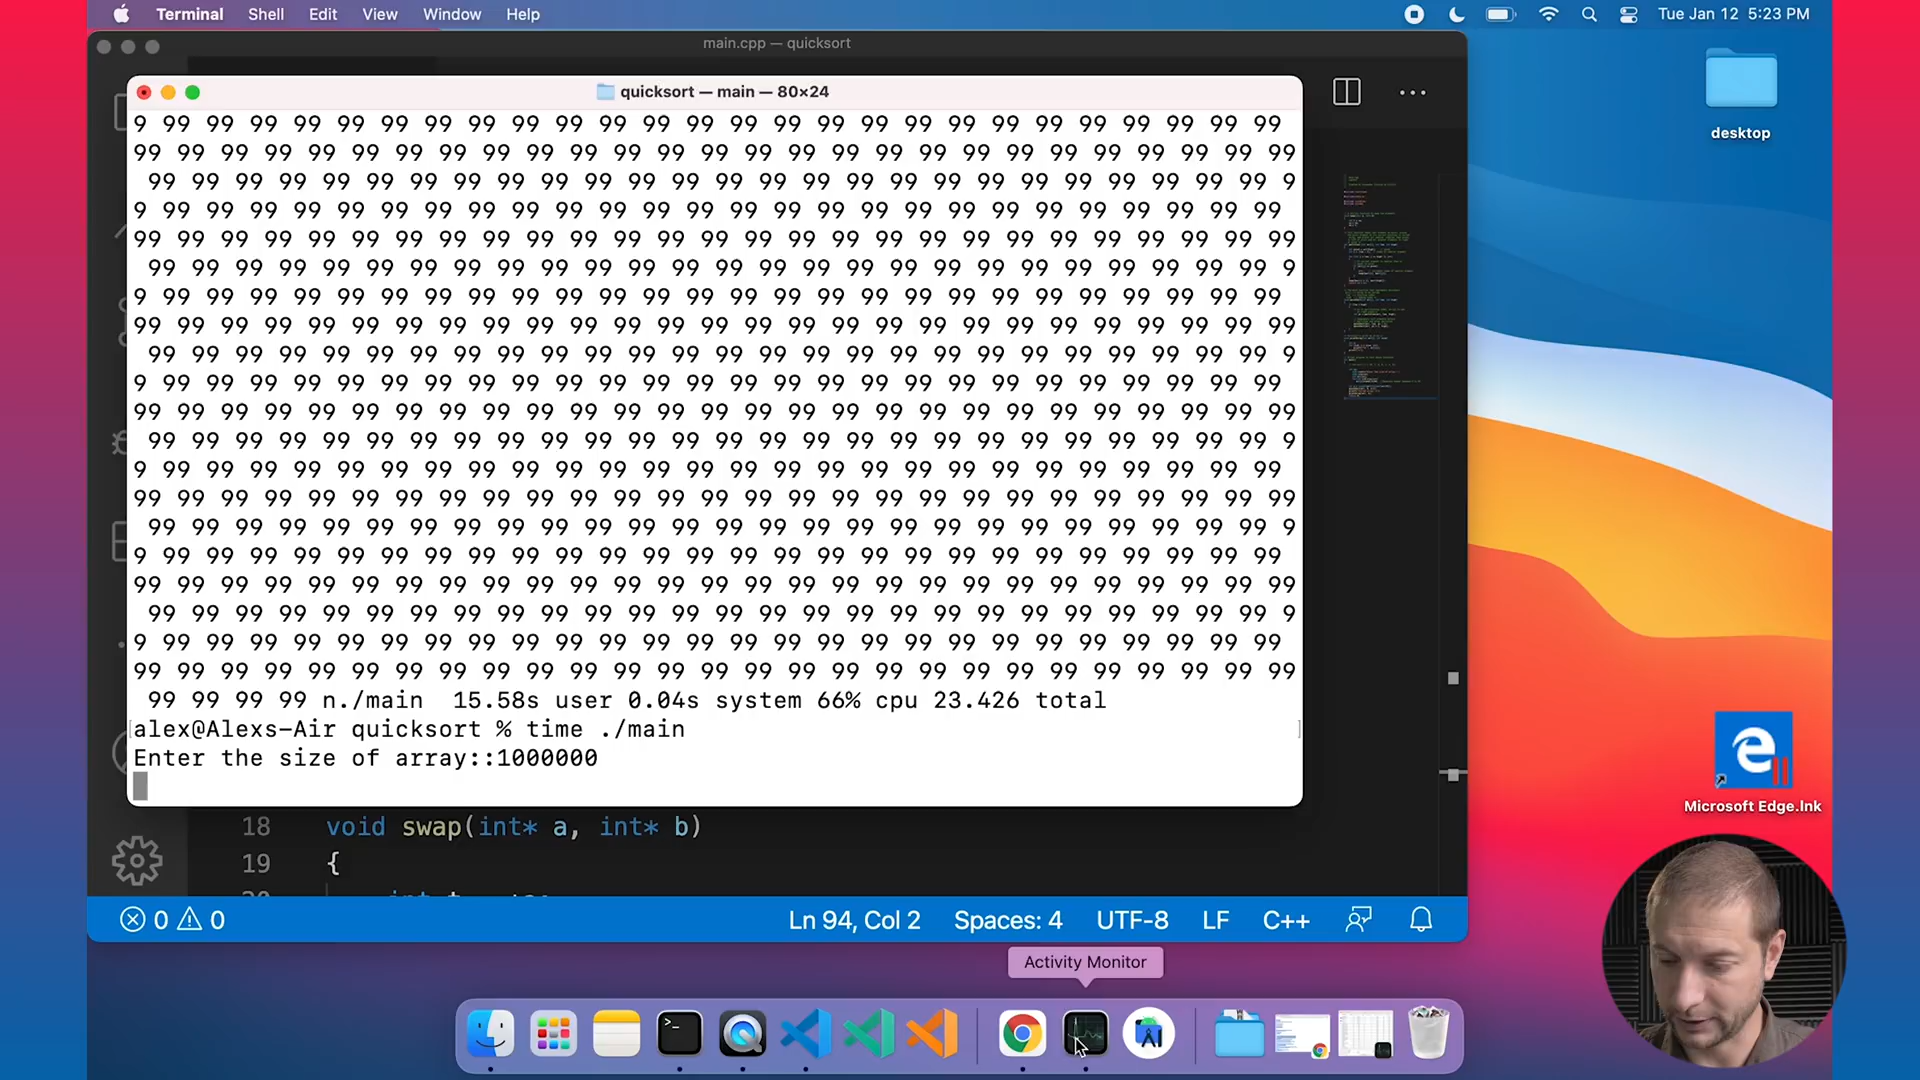 Terminal Shell Edit View Window Help Tue Jan 12 5:23 PM
main.cpp — quicksort
quicksort — main — 80×24
desktop
9 99 99 99 99 99 99 99 99 99 99 99 99 99 99 99 99 99 99 99 99 99 99 99 99 99 99
99 99 99 99 99 99 99 99 99 99 99 99 99 99 99 99 99 99 99 99 99 99 99 99 99 99 99
99 99 99 99 99 99 99 99 99 99 99 99 99 99 99 99 99 99 99 99 99 99 99 99 99 99 9
9 99 99 99 99 99 99 99 99 99 99 99 99 99 99 99 99 99 99 99 99 99 99 99 99 99 99
99 99 99 99 99 99 99 99 99 99 99 99 99 99 99 99 99 99 99 99 99 99 99 99 99 99 99
99 99 99 99 99 99 99 99 99 99 99 99 99 99 99 99 99 99 99 99 99 99 99 99 99 99 9
9 99 99 99 99 99 99 99 99 99 99 99 99 99 99 99 99 99 99 99 99 99 99 99 99 99 99
99 99 99 99 99 99 99 99 99 99 99 99 99 99 99 99 99 99 99 99 99 99 99 99 99 99 99
99 99 99 99 99 99 99 99 99 99 99 99 99 99 99 99 99 99 99 99 99 99 99 99 99 99 9
9 99 99 99 99 99 99 99 99 99 99 99 99 99 99 99 99 99 99 99 99 99 99 99 99 99 99
99 99 99 99 99 99 99 99 99 99 99 99 99 99 99 99 99 99 99 99 99 99 99 99 99 99 99
99 99 99 99 99 99 99 99 99 99 99 99 99 99 99 99 99 99 99 99 99 99 99 99 99 99 9
9 99 99 99 99 99 99 99 99 99 99 99 99 99 99 99 99 99 99 99 99 99 99 99 99 99 99
99 99 99 99 99 99 99 99 99 99 99 99 99 99 99 99 99 99 99 99 99 99 99 99 99 99 99
99 99 99 99 99 99 99 99 99 99 99 99 99 99 99 99 99 99 99 99 99 99 99 99 99 99 9
9 99 99 99 99 99 99 99 99 99 99 99 99 99 99 99 99 99 99 99 99 99 99 99 99 99 99
99 99 99 99 99 99 99 99 99 99 99 99 99 99 99 99 99 99 99 99 99 99 99 99 99 99 99
99 99 99 99 99 99 99 99 99 99 99 99 99 99 99 99 99 99 99 99 99 99 99 99 99 99 9
9 99 99 99 99 99 99 99 99 99 99 99 99 99 99 99 99 99 99 99 99 99 99 99 99 99 99
99 99 99 99 99 99 99 99 99 99 99 99 99 99 99 99 99 99 99 99 99 99 99 99 99 99 99
99 99 99 99 n./main 15.58s user 0.04s system 66% cpu 23.426 total
alex@Alexs-Air quicksort % time ./main
Enter the size of array::1000000
Microsoft Edge.lnk
18 void swap(int* a, int* b)
19 {
0 0 Ln 94, Col 2 Spaces: 4 UTF-8 LF C++
Activity Monitor